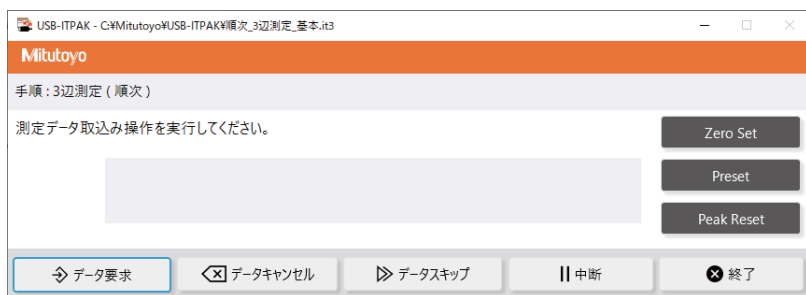 USB-ITPAK - C:¥Mitutoyo¥USB-ITPAK¥順次_3辺測定_基本.it3
Mitutoyo
手順 : 3辺測定 ( 順次 )
測定データ取込み操作を実行してください。
Zero Set
Preset
Peak Reset
データ要求 データキャンセル データスキップ 中断 終了